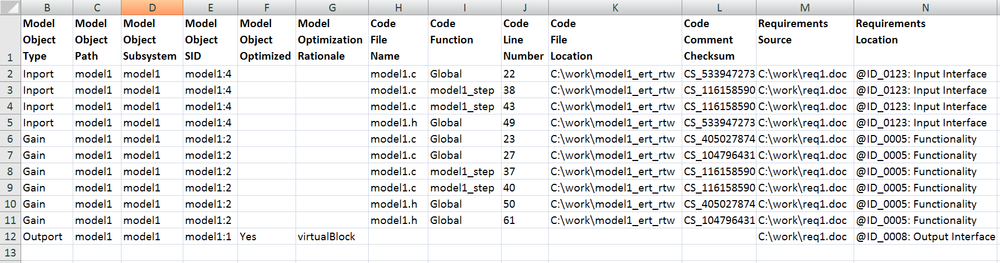 B C D E F G H I J K L M N
1 Model Object Type Model Object Path Model Object Subsystem Model Object SID Model Object Optimized Model Optimization Rationale Code File Name Code Function Code Line Number Code File Location Code Comment Checksum Requirements Source Requirements Location
2 Inport model1 model1 model1:4 model1.c Global 22 C:\work\model1_ert_rtw CS_533947273 C:\work\req1.doc @ID_0123: Input Interface
3 Inport model1 model1 model1:4 model1.c model1_step 38 C:\work\model1_ert_rtw CS_116158590 C:\work\req1.doc @ID_0123: Input Interface
4 Inport model1 model1 model1:4 model1.c model1_step 43 C:\work\model1_ert_rtw CS_116158590 C:\work\req1.doc @ID_0123: Input Interface
5 Inport model1 model1 model1:4 model1.h Global 49 C:\work\model1_ert_rtw CS_533947273 C:\work\req1.doc @ID_0123: Input Interface
6 Gain model1 model1 model1:2 model1.c Global 23 C:\work\model1_ert_rtw CS_405027874 C:\work\req1.doc @ID_0005: Functionality
7 Gain model1 model1 model1:2 model1.c Global 27 C:\work\model1_ert_rtw CS_104796431 C:\work\req1.doc @ID_0005: Functionality
8 Gain model1 model1 model1:2 model1.c model1_step 37 C:\work\model1_ert_rtw CS_116158590 C:\work\req1.doc @ID_0005: Functionality
9 Gain model1 model1 model1:2 model1.c model1_step 40 C:\work\model1_ert_rtw CS_116158590 C:\work\req1.doc @ID_0005: Functionality
10 Gain model1 model1 model1:2 model1.h Global 50 C:\work\model1_ert_rtw CS_405027874 C:\work\req1.doc @ID_0005: Functionality
11 Gain model1 model1 model1:2 model1.h Global 61 C:\work\model1_ert_rtw CS_104796431 C:\work\req1.doc @ID_0005: Functionality
12 Outport model1 model1 model1:1 Yes virtualBlock C:\work\req1.doc @ID_0008: Output Interface
13